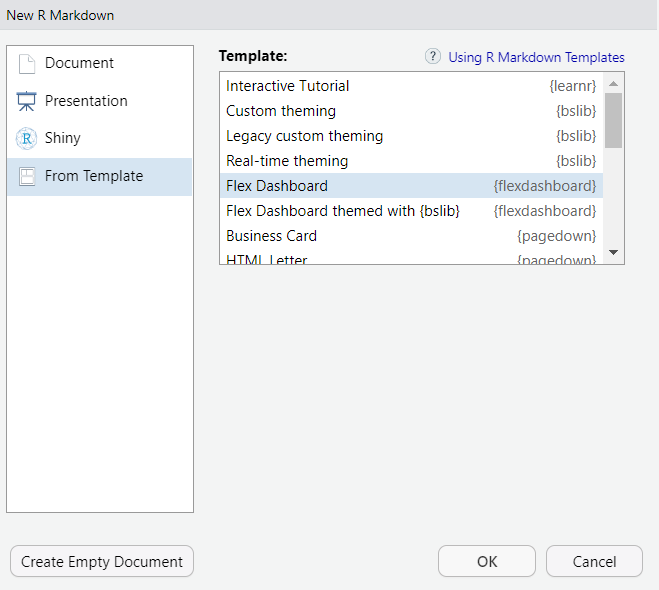 New R Markdown
Document
Presentation
R Shiny
From Template
Template:
? Using R Markdown Templates
Interactive Tutorial {learnr}
Custom theming {bslib}
Legacy custom theming {bslib}
Real-time theming {bslib}
Flex Dashboard {flexdashboard}
Flex Dashboard themed with {bslib} {flexdashboard}
Business Card {pagedown}
HTML Letter {pagedown}
Create Empty Document
OK
Cancel